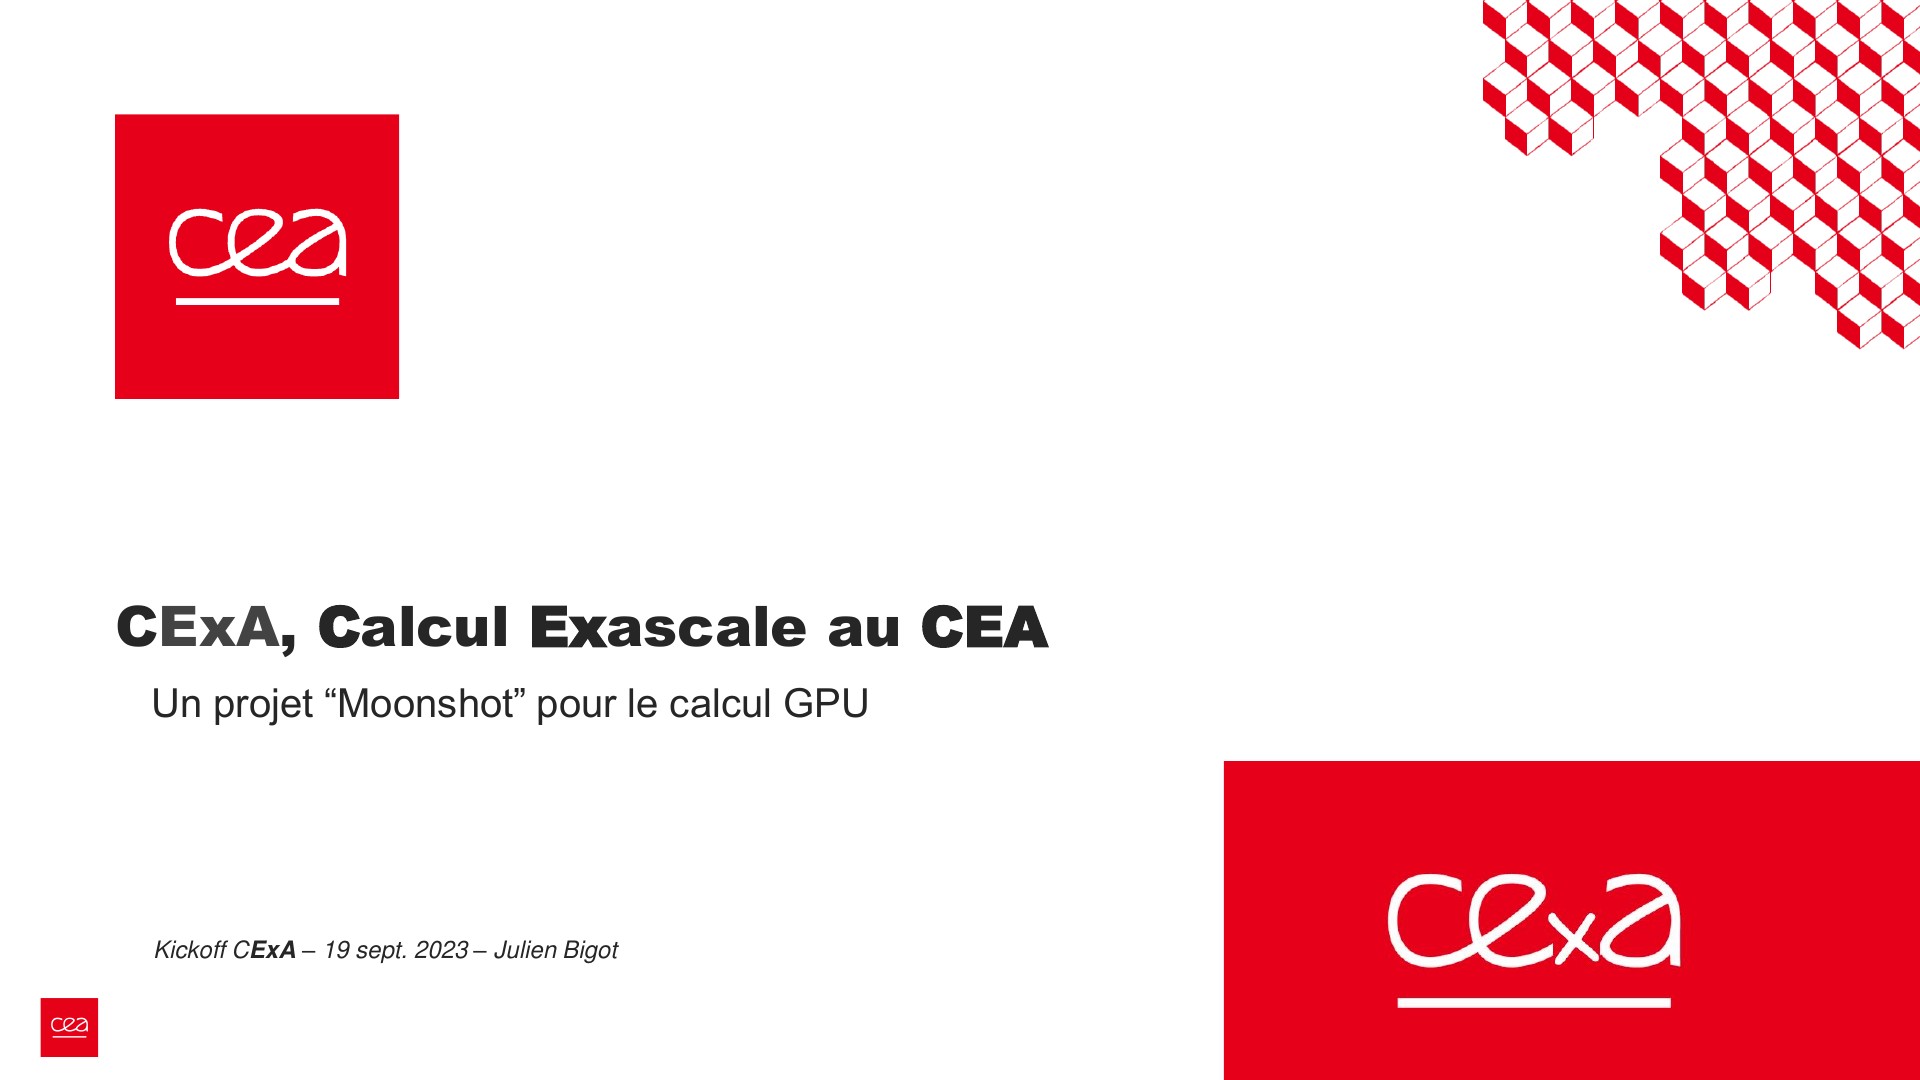 cea
CExA, Calcul Exascale au CEA
Un projet “Moonshot” pour le calcul GPU
Kickoff CExA – 19 sept. 2023 – Julien Bigot
cexa
cea